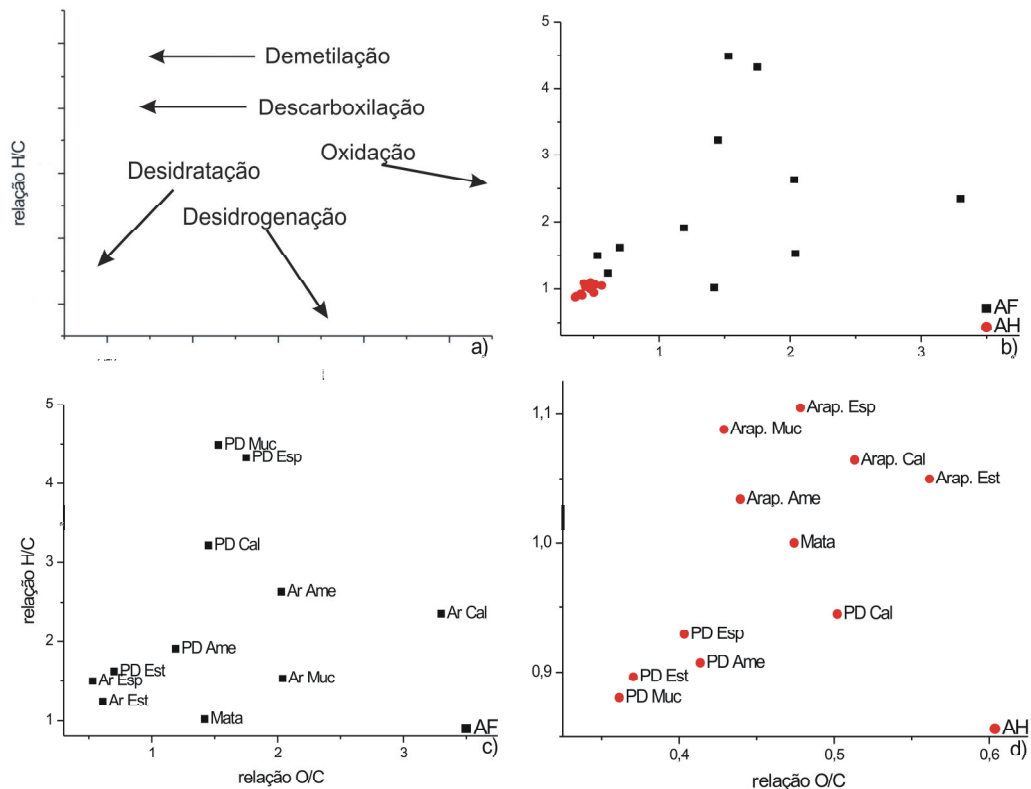 relação H/C
Demetilação
Descarboxilação
Oxidação
Desidratação
Desidrogenação
a)
5
4
3
2
1
1
2
3
AF
AH
b)
relação H/C
5
4
3
2
1
PD Muc
PD Esp
PD Cal
Ar Ame
Ar Cal
PD Ame
PD Est
Ar Esp
Ar Muc
Ar Est
Mata
AF
c)
1
2
3
relação O/C
1,1
1,0
0,9
Arap. Esp
Arap. Muc
Arap. Cal
Arap. Est
Arap. Ame
Mata
PD Cal
PD Esp
PD Ame
PD Est
PD Muc
AH
d)
0,4
0,5
0,6
relação O/C